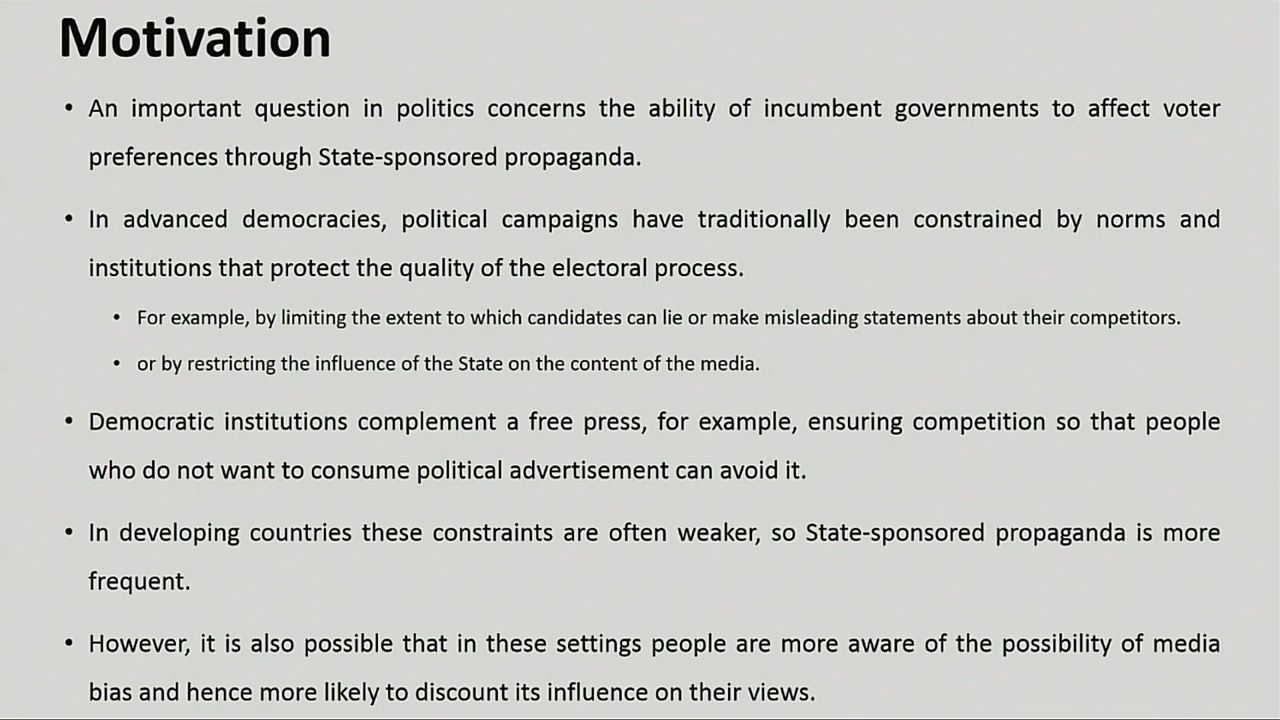 Motivation
• An important question in politics concerns the ability of incumbent governments to affect voter
preferences through State-sponsored propaganda.
• In advanced democracies, political campaigns have traditionally been constrained by norms and
institutions that protect the quality of the electoral process.
• For example, by limiting the extent to which candidates can lie or make misleading statements about their competitors.
• or by restricting the influence of the State on the content of the media.
• Democratic institutions complement a free press, for example, ensuring competition so that people
who do not want to consume political advertisement can avoid it.
• In developing countries these constraints are often weaker, so State-sponsored propaganda is more
frequent.
• However, it is also possible that in these settings people are more aware of the possibility of media
bias and hence more likely to discount its influence on their views.